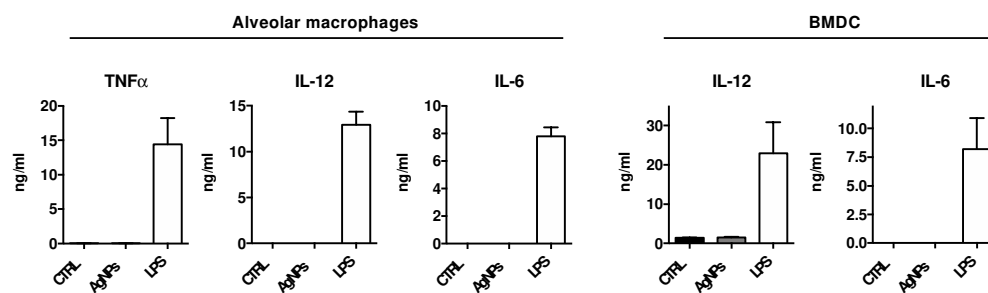 Alveolar macrophages
BMDC
TNFα
IL-12
IL-6
IL-12
IL-6
ng/ml
20
15
10
5
0
CTRL
AgNPs
LPS
ng/ml
15
10
5
0
CTRL
AgNPs
LPS
ng/ml
10
8
6
4
2
0
CTRL
AgNPs
LPS
ng/ml
30
20
10
0
CTRL
AgNPs
LPS
ng/ml
10.0
7.5
5.0
2.5
0.0
CTRL
AgNPs
LPS